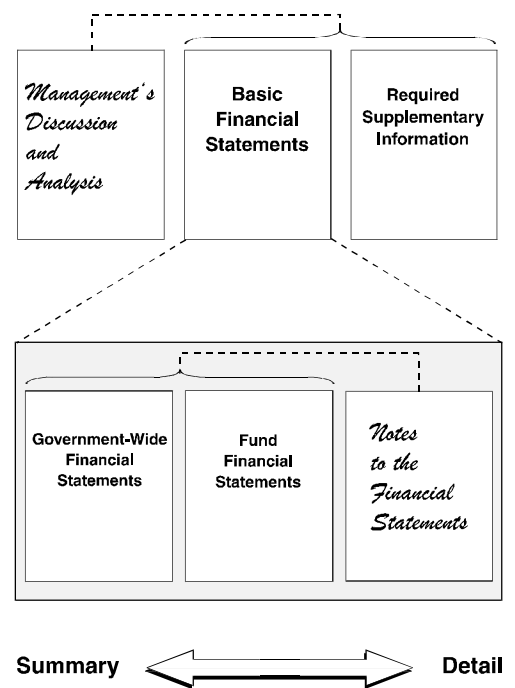 Management's
Discussion
and
Analysis
Basic
Financial
Statements
Required
Supplementary
Information
Government-Wide
Financial
Statements
Fund
Financial
Statements
Notes
to the
Financial
Statements
Summary
Detail